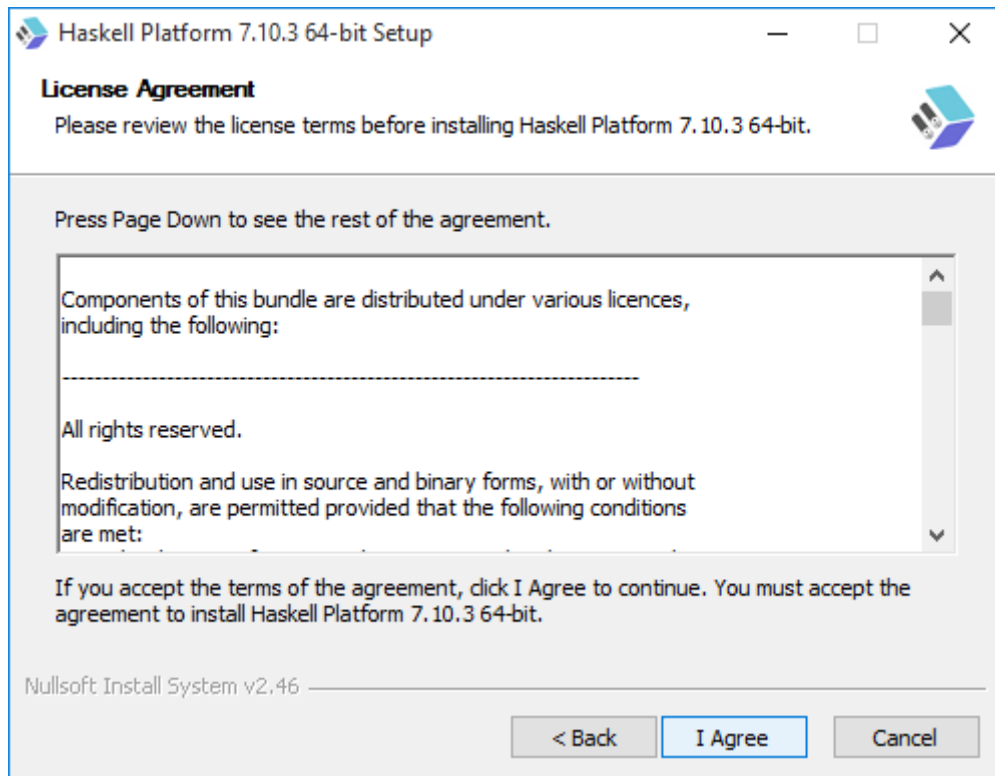 Haskell Platform 7.10.3 64-bit Setup
License Agreement
Please review the license terms before installing Haskell Platform 7.10.3 64-bit.
Press Page Down to see the rest of the agreement.
Components of this bundle are distributed under various licences,
including the following:
------------------------------------------------------------------------
All rights reserved.
Redistribution and use in source and binary forms, with or without
modification, are permitted provided that the following conditions
are met:
If you accept the terms of the agreement, click I Agree to continue. You must accept the
agreement to install Haskell Platform 7.10.3 64-bit.
Nullsoft Install System v2.46
< Back
I Agree
Cancel